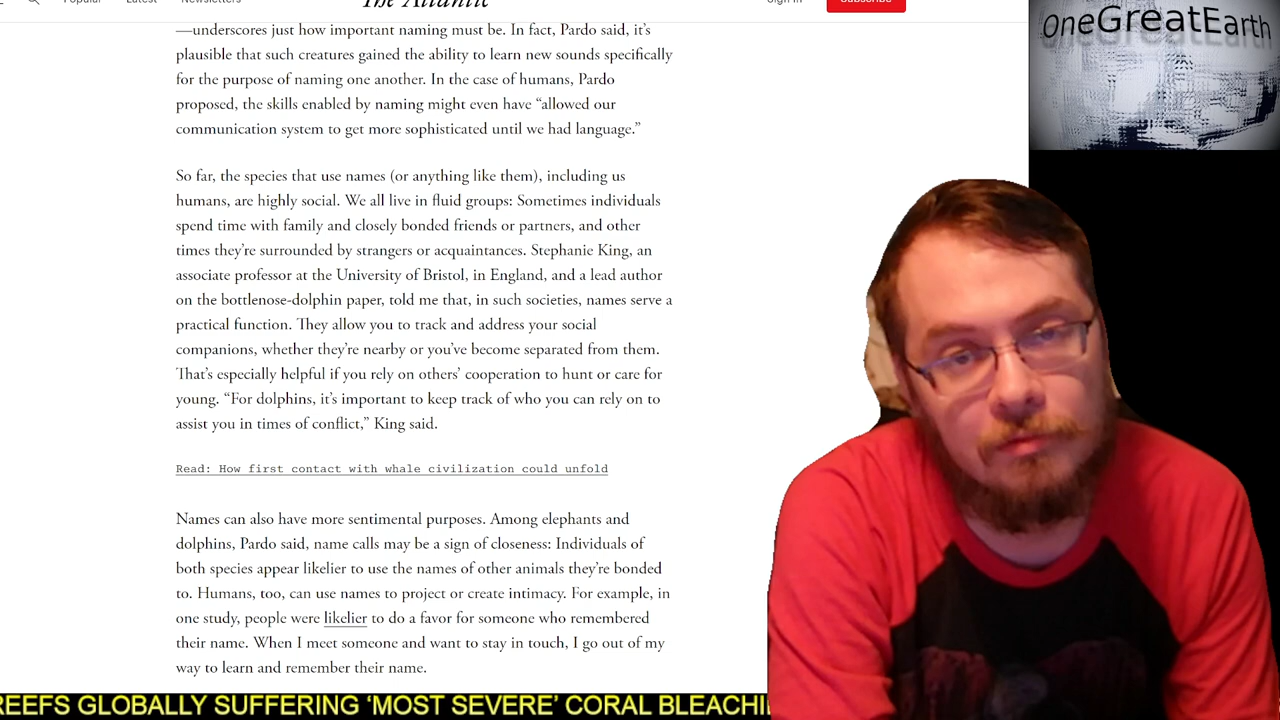 Popular
Latest
Newsletters
The Atlantic
Sign In
Subscribe
OneGreatEarth
—underscores just how important naming must be. In fact, Pardo said, it’s
plausible that such creatures gained the ability to learn new sounds specifically
for the purpose of naming one another. In the case of humans, Pardo
proposed, the skills enabled by naming might even have “allowed our
communication system to get more sophisticated until we had language.”
So far, the species that use names (or anything like them), including us
humans, are highly social. We all live in fluid groups: Sometimes individuals
spend time with family and closely bonded friends or partners, and other
times they’re surrounded by strangers or acquaintances. Stephanie King, an
associate professor at the University of Bristol, in England, and a lead author
on the bottlenose-dolphin paper, told me that, in such societies, names serve a
practical function. They allow you to track and address your social
companions, whether they’re nearby or you’ve become separated from them.
That’s especially helpful if you rely on others’ cooperation to hunt or care for
young. “For dolphins, it’s important to keep track of who you can rely on to
assist you in times of conflict,” King said.
Read: How first contact with whale civilization could unfold
Names can also have more sentimental purposes. Among elephants and
dolphins, Pardo said, name calls may be a sign of closeness: Individuals of
both species appear likelier to use the names of other animals they’re bonded
to. Humans, too, can use names to project or create intimacy. For example, in
one study, people were likelier to do a favor for someone who remembered
their name. When I meet someone and want to stay in touch, I go out of my
way to learn and remember their name.
REEFS GLOBALLY SUFFERING ‘MOST SEVERE’ CORAL BLEACHI